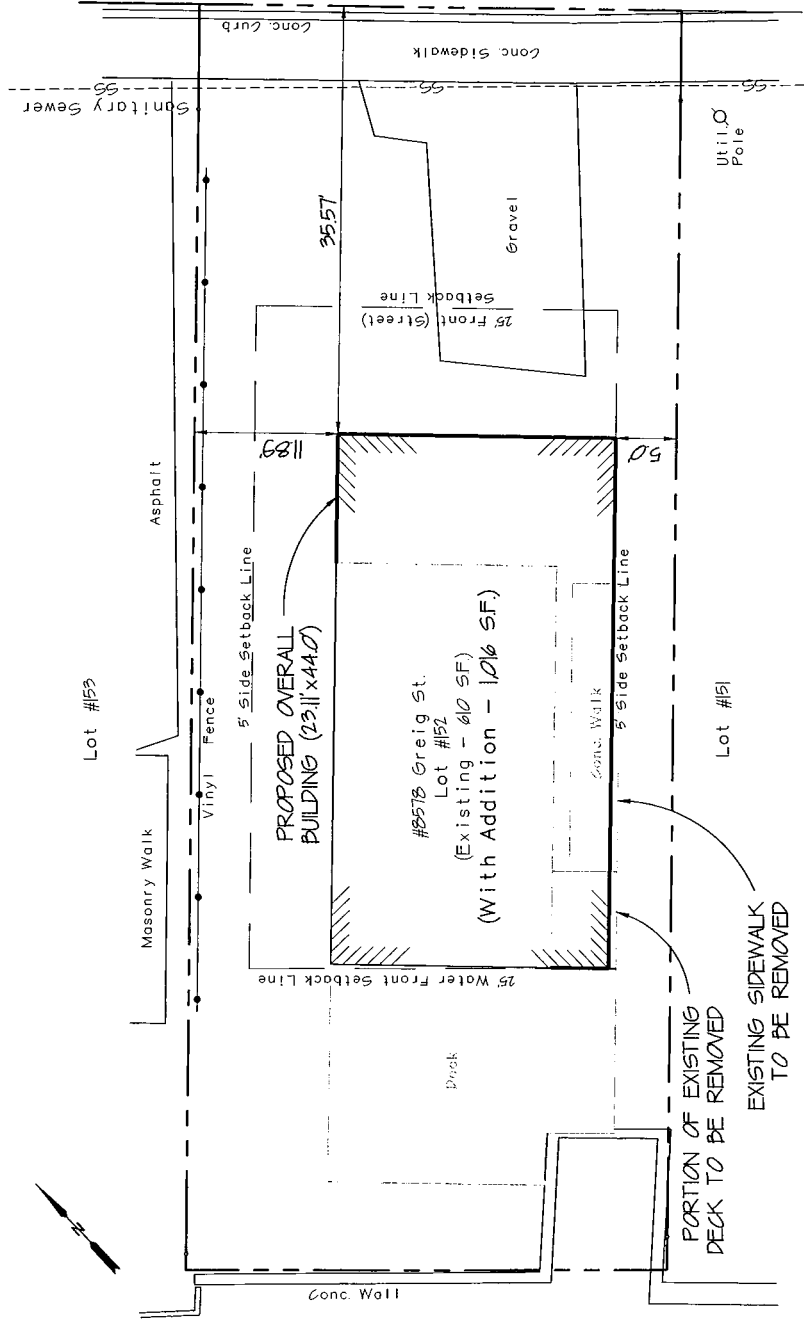 Conc. Curb
Conc. Sidewalk
SS
SS
SS
Sanitary Sewer
Util.
Pole
35.57'
Gravel
25' Front (Street)
Setback Line
11.89'
5.0'
Asphalt
Lot #153
Vinyl Fence
5' Side Setback Line
PROPOSED OVERALL
BUILDING (23.11'x44.0')
#8578 Greig St.
Lot #152
(Existing - 610 SF)
(With Addition - 1,016 S.F.)
Conc. Walk
5' Side Setback Line
Lot #151
Masonry Walk
25' Water Front Setback Line
Deck
PORTION OF EXISTING
DECK TO BE REMOVED
EXISTING SIDEWALK
TO BE REMOVED
N
Conc. Wall